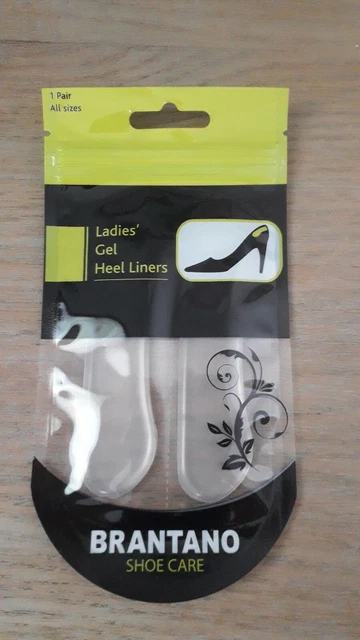 1 Pair
All sizes
Ladies'
Gel
Heel Liners
BRANTANO
SHOE CARE